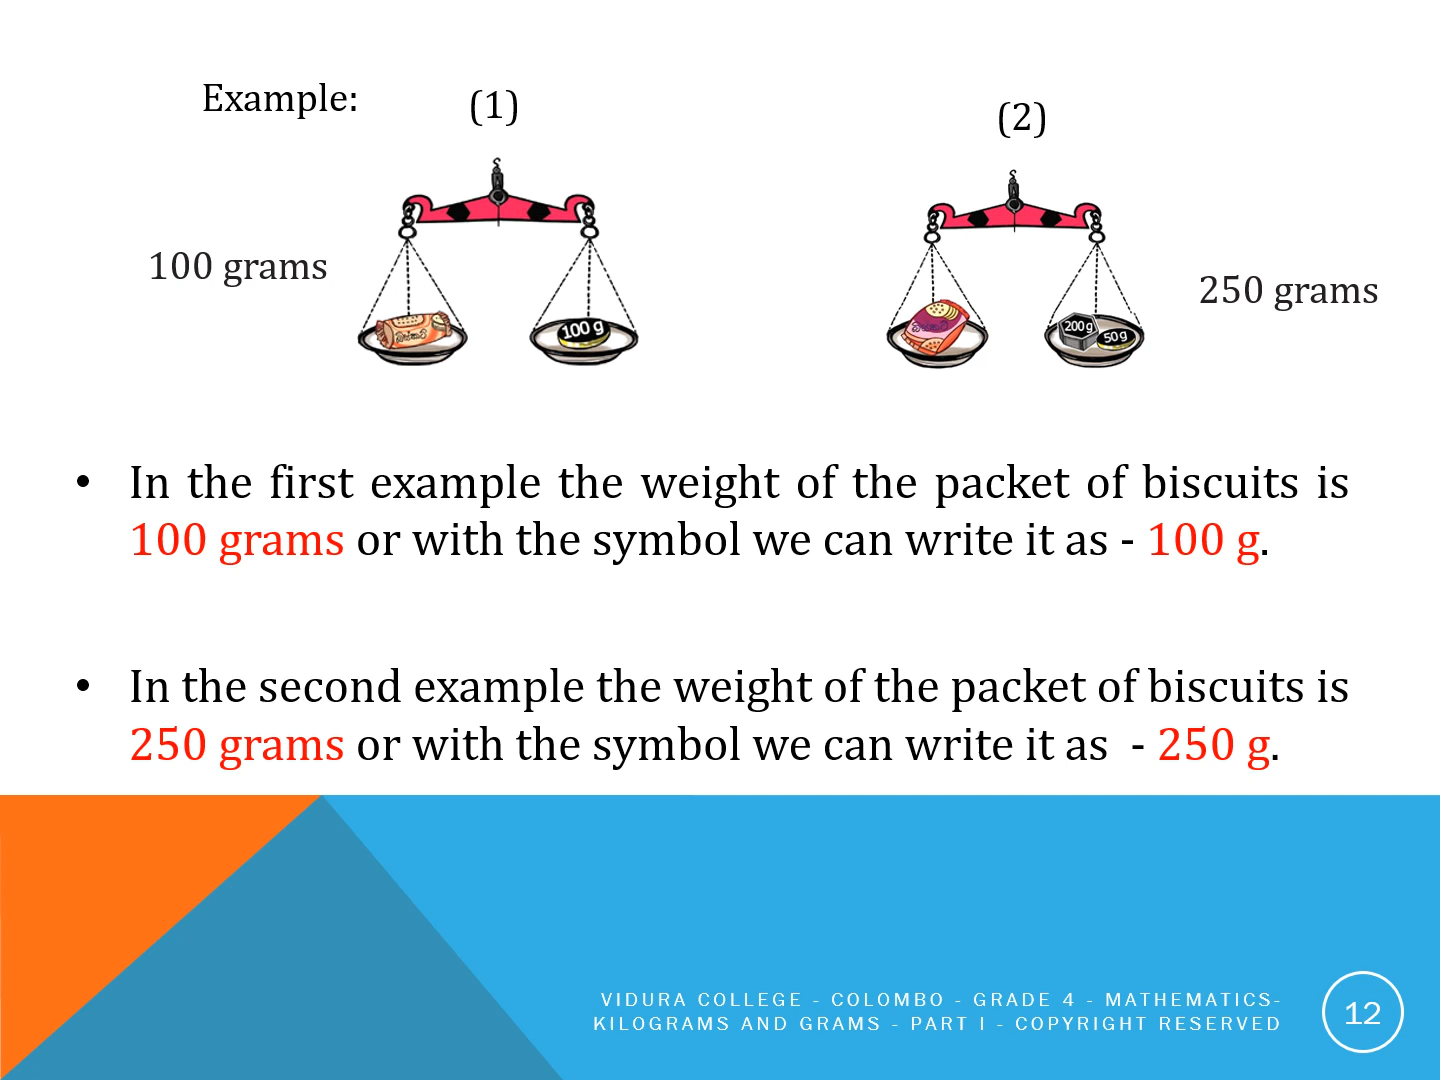 Example:
(1)
(2)
100 grams
250 grams
100 g
200 g
50 g
• In the first example the weight of the packet of biscuits is
100 grams or with the symbol we can write it as - 100 g.
• In the second example the weight of the packet of biscuits is
250 grams or with the symbol we can write it as - 250 g.
VIDURA COLLEGE - COLOMBO - GRADE 4 - MATHEMATICS-
KILOGRAMS AND GRAMS - PART I - COPYRIGHT RESERVED
12